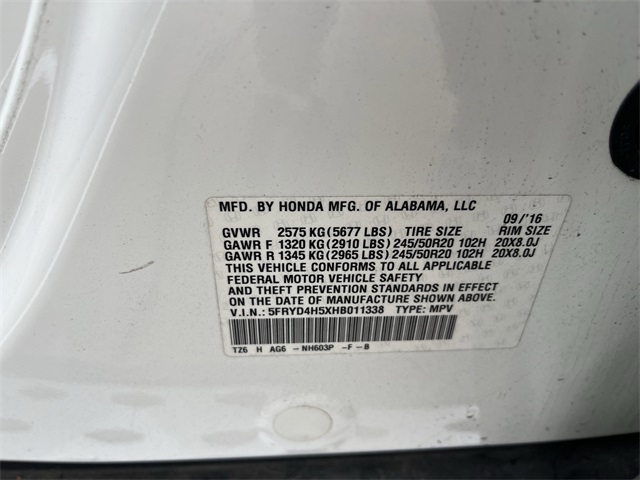 MFD. BY HONDA MFG. OF ALABAMA, LLC
09/'16
GVWR 2575 KG (5677 LBS) TIRE SIZE RIM SIZE
GAWR F 1320 KG (2910 LBS) 245/50R20 102H 20X8.0J
GAWR R 1345 KG (2965 LBS) 245/50R20 102H 20X8.0J
THIS VEHICLE CONFORMS TO ALL APPLICABLE
FEDERAL MOTOR VEHICLE SAFETY
AND THEFT PREVENTION STANDARDS IN EFFECT
ON THE DATE OF MANUFACTURE SHOWN ABOVE.
V.I.N.: 5FRYD4H5XHB011338 TYPE: MPV
TZ6 H AG6 -NH603P -F-B